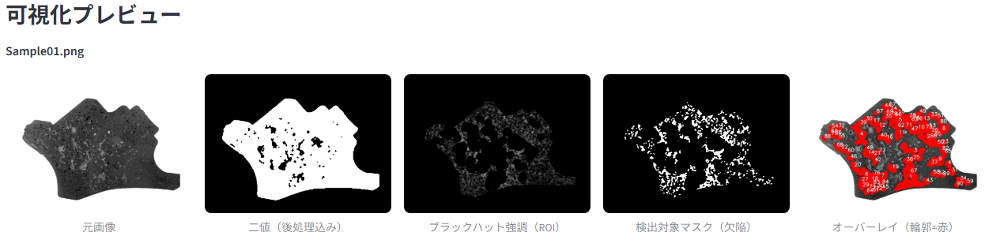 可視化プレビュー
Sample01.png
元画像
二値（後処理込み）
ブラックハット強調（ROI）
検出対象マスク（欠陥）
オーバーレイ（輪郭=赤）